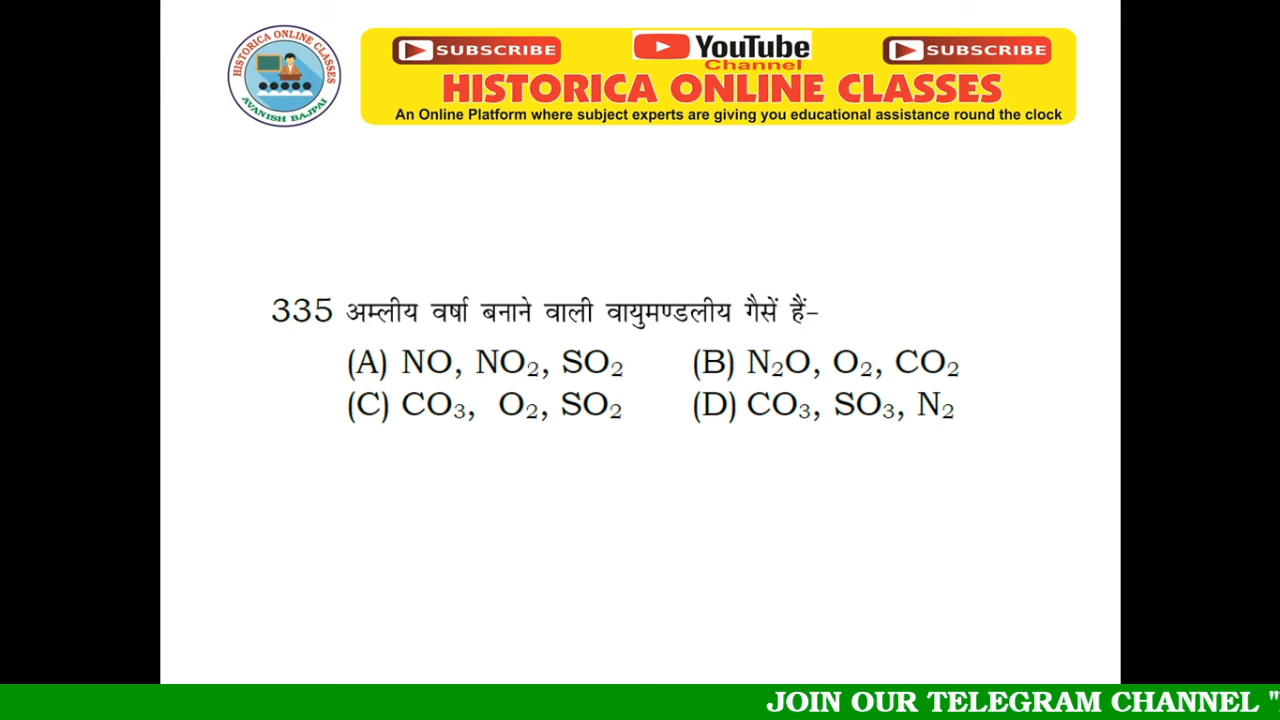 HISTORICA ONLINE CLASSES
AVANISH BAJPAI
SUBSCRIBE YouTube SUBSCRIBE
Channel
HISTORICA ONLINE CLASSES
An Online Platform where subject experts are giving you educational assistance round the clock
335 अम्लीय वर्षा बनाने वाली वायुमण्डलीय गैसें हैं-
(A) NO, NO₂, SO₂ (B) N₂O, O₂, CO₂
(C) CO₃, O₂, SO₂ (D) CO₃, SO₃, N₂
JOIN OUR TELEGRAM CHANNEL "